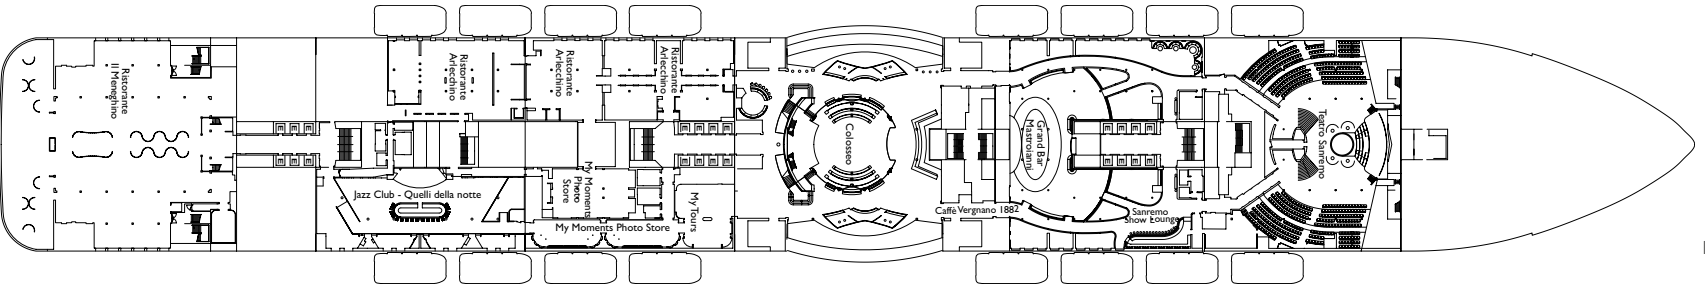 Ristorante
Il Meneghino
Ristorante
Arlecchino
Ristorante
Arlecchino
Ristorante
Arlecchino
Jazz Club - Quelli della notte
My Moments
Photo
Store
My Moments Photo Store
My Tours
Colosseo
Caffè Vergnano 1882
Grand Bar
Mastroianni
Sanremo
Show Lounge
Teatro Sanremo